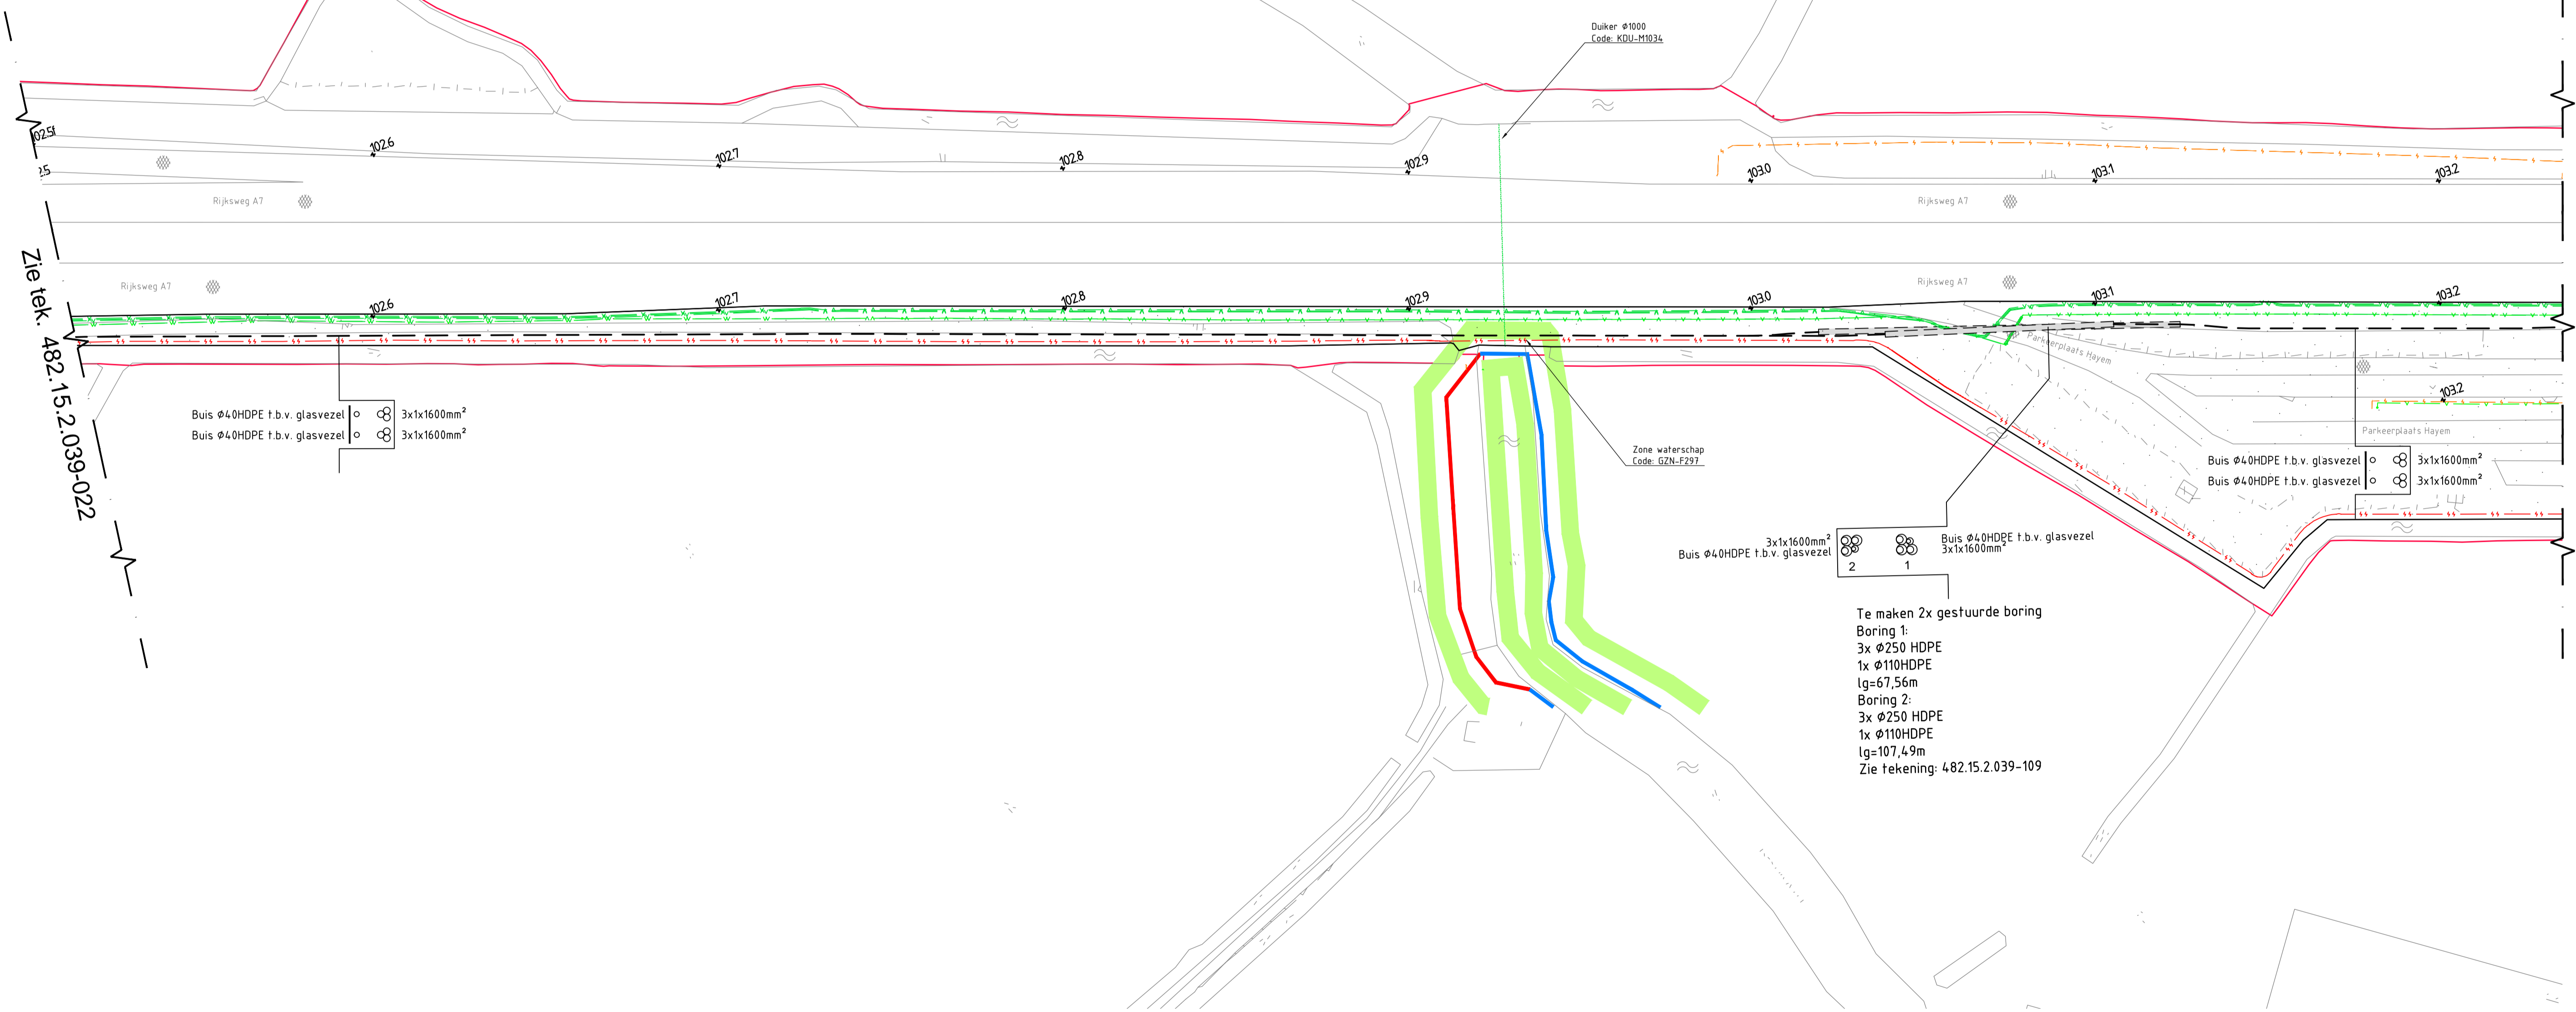 Duiker Ø1000
Code: KDU-M1034
102.5
102.6
102.7
102.8
102.9
103.0
103.1
103.2
Rijksweg A7
Rijksweg A7
Rijksweg A7
Rijksweg A7
102.6
102.7
102.8
102.9
103.0
103.1
103.2
Zie tek. 482.15.2.039-022
Parkeerplaats Hayem
103.2
Parkeerplaats Hayem
Buis Ø40HDPE t.b.v. glasvezel 3x1x1600mm²
Buis Ø40HDPE t.b.v. glasvezel 3x1x1600mm²
Zone waterschap
Code: GZN-F297
Buis Ø40HDPE t.b.v. glasvezel 3x1x1600mm²
Buis Ø40HDPE t.b.v. glasvezel 3x1x1600mm²
3x1x1600mm² Buis Ø40HDPE t.b.v. glasvezel
Buis Ø40HDPE t.b.v. glasvezel 3x1x1600mm²
2 1
Te maken 2x gestuurde boring
Boring 1:
3x Ø250 HDPE
1x Ø110HDPE
lg=67,56m
Boring 2:
3x Ø250 HDPE
1x Ø110HDPE
lg=107,49m
Zie tekening: 482.15.2.039-109